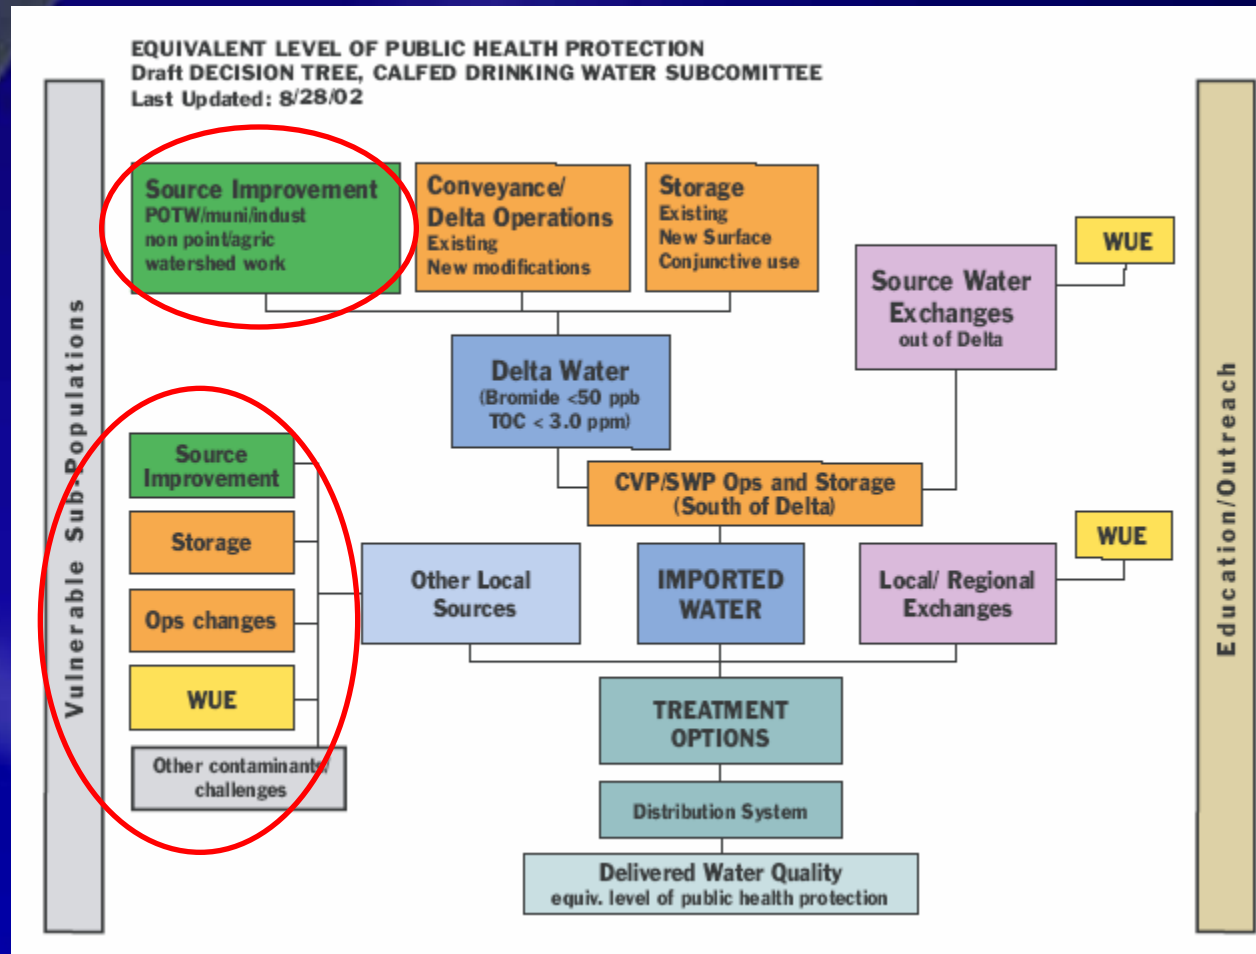 EQUIVALENT LEVEL OF PUBLIC HEALTH PROTECTION
Draft DECISION TREE, CALFED DRINKING WATER SUBCOMITTEE
Last Updated: 8/28/02
Vulnerable Sub-Populations
Source Improvement
POTW/muni/indust
non point/agric
watershed work
Conveyance/
Delta Operations
Existing
New modifications
Storage
Existing
New Surface
Conjunctive use
Source Water
Exchanges
out of Delta
WUE
Delta Water
(Bromide <50 ppb
TOC < 3.0 ppm)
CVP/SWP Ops and Storage
(South of Delta)
Source
Improvement
Storage
Ops changes
WUE
Other contaminants/
challenges
Other Local
Sources
IMPORTED
WATER
Local/ Regional
Exchanges
WUE
TREATMENT
OPTIONS
Distribution System
Delivered Water Quality
equiv. level of public health protection
Education/Outreach